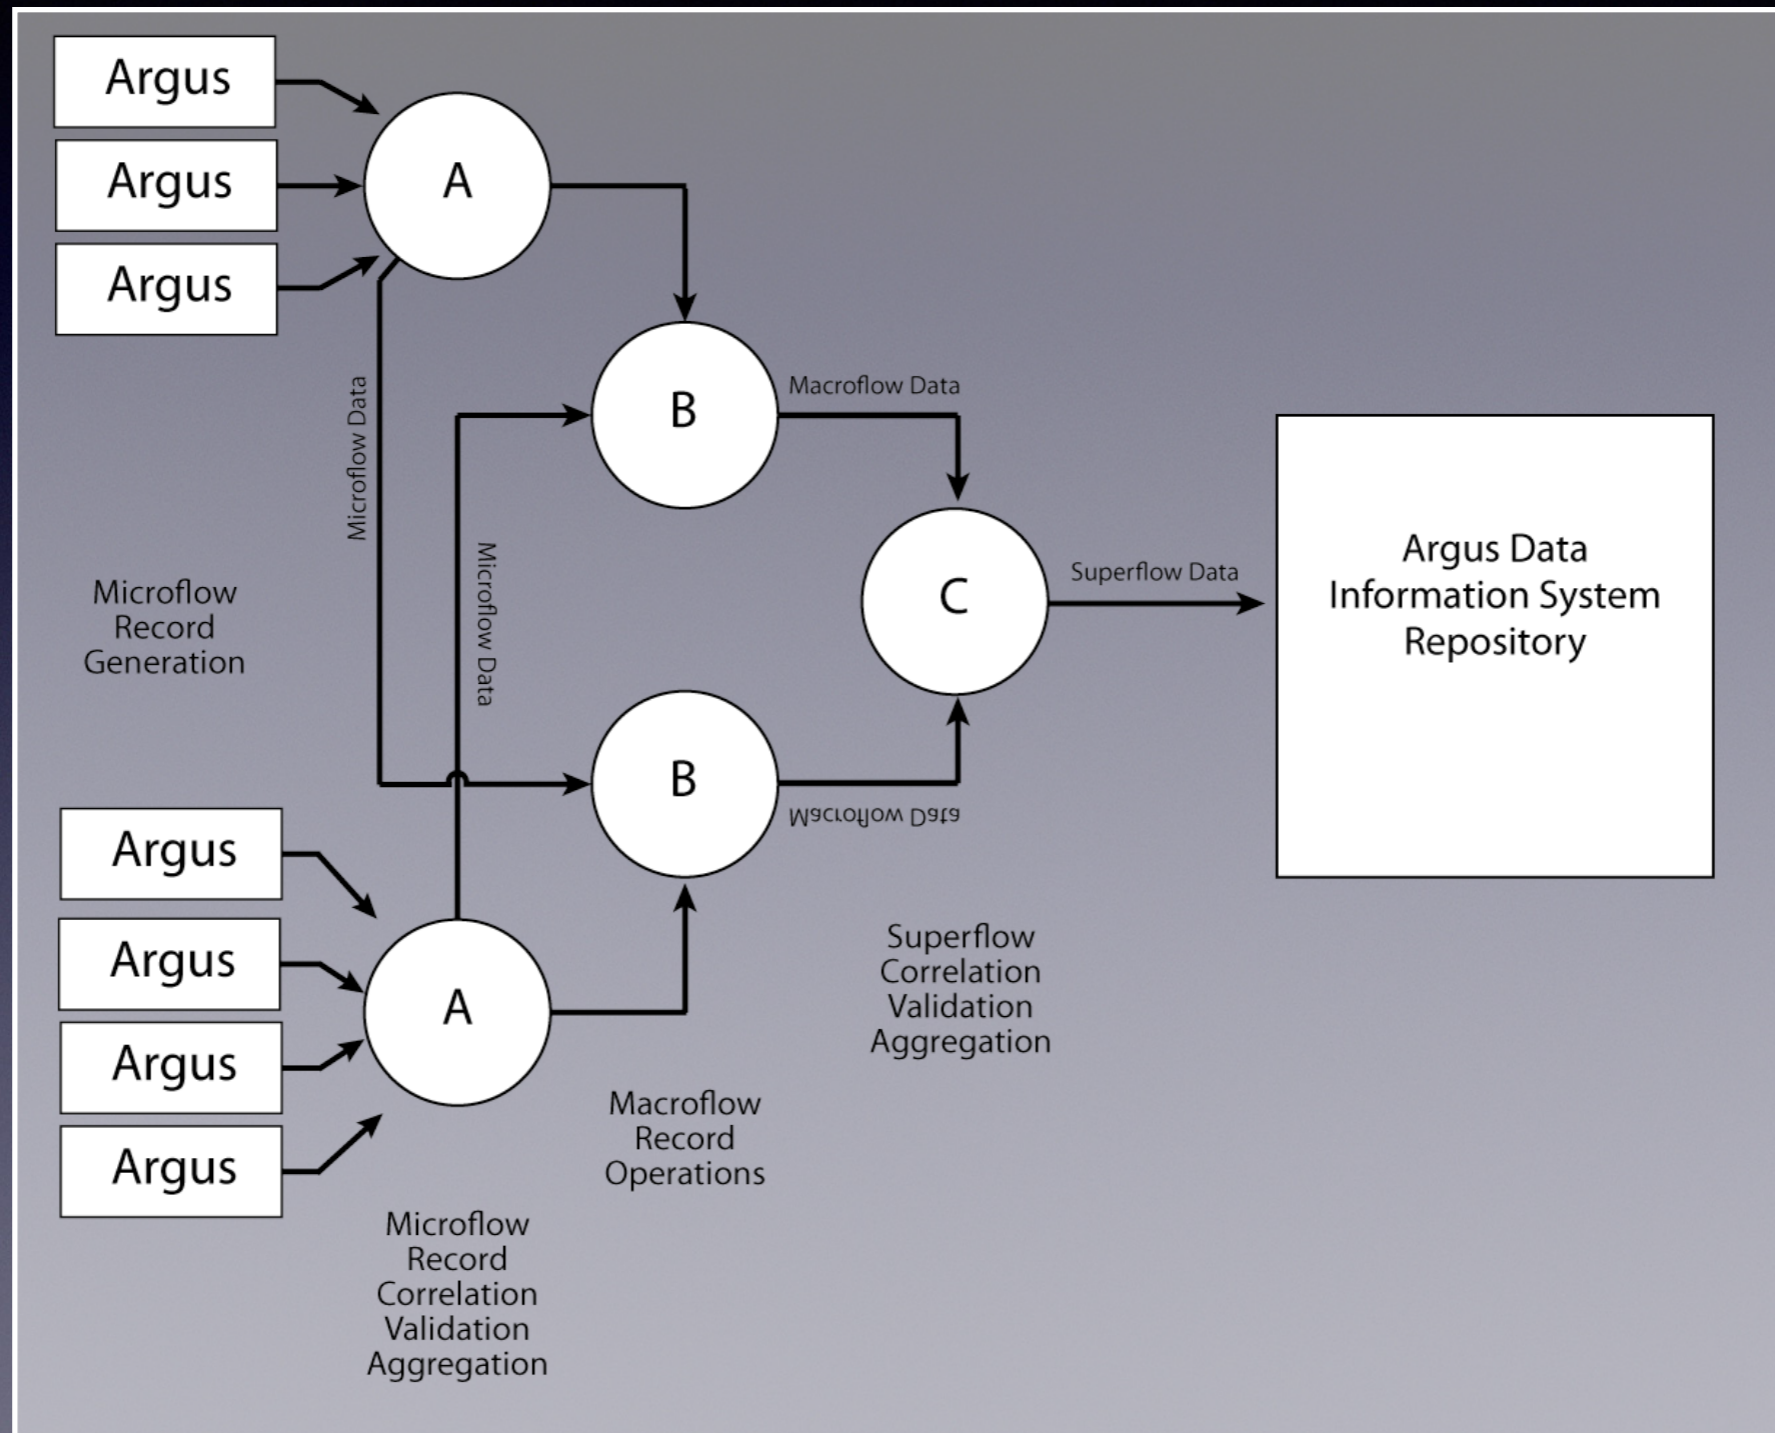 Argus
Argus
Argus
A
B
Macroflow Data
Microflow Data
Microflow Data
Microflow
Record
Generation
C
Superflow Data
Argus Data
Information System
Repository
B
Macroflow Data
Argus
Argus
Argus
Argus
A
Superflow
Correlation
Validation
Aggregation
Macroflow
Record
Operations
Microflow
Record
Correlation
Validation
Aggregation